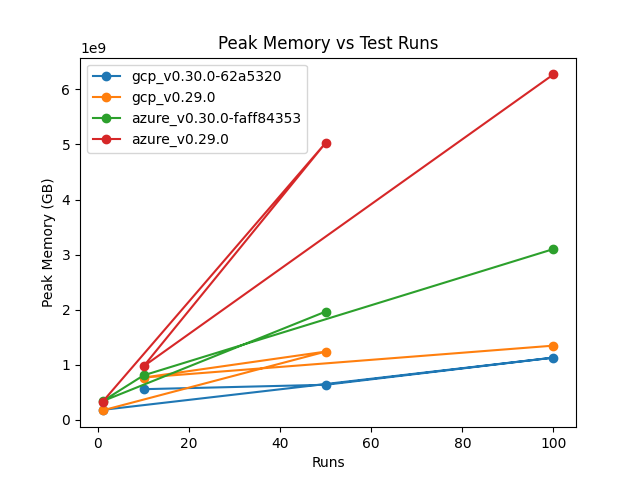 Peak Memory vs Test Runs
1e9
gcp_v0.30.0-62a5320
gcp_v0.29.0
azure_v0.30.0-faff84353
azure_v0.29.0
Peak Memory (GB)
6
5
4
3
2
1
0
0 20 40 60 80 100
Runs